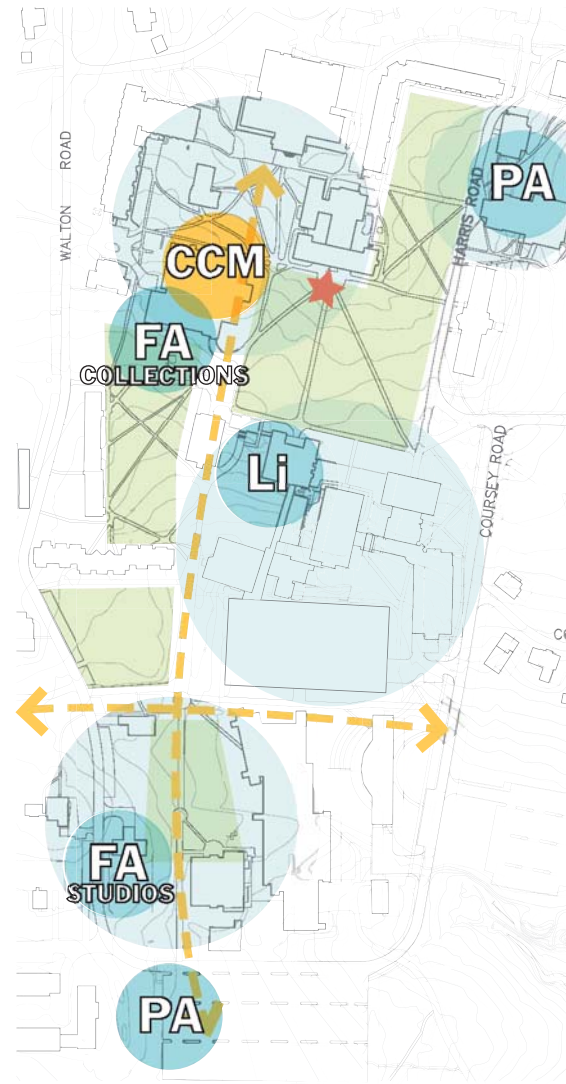 WALTON ROAD
PA
HARRIS ROAD
CCM
FA
COLLECTIONS
Li
COURSEY ROAD
FA
STUDIOS
PA